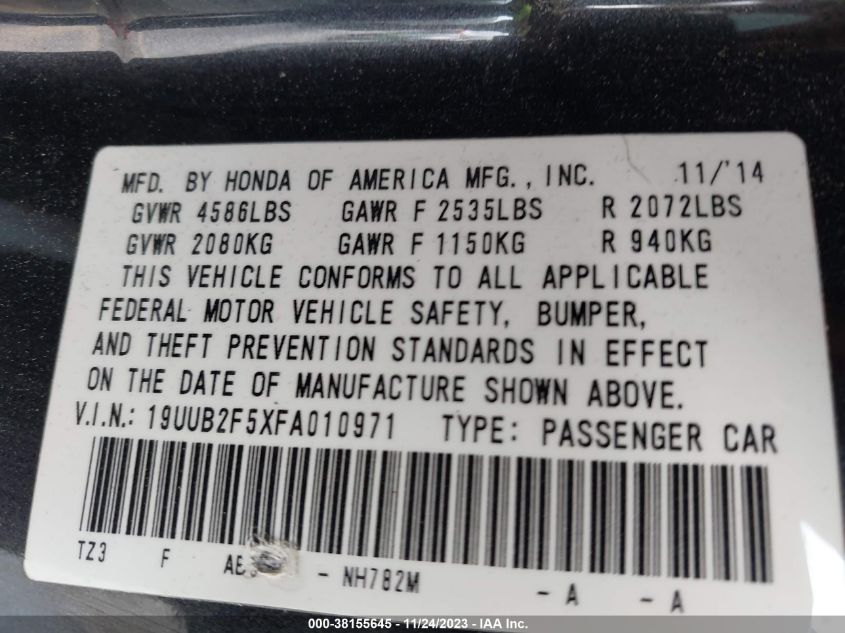 MFD. BY HONDA OF AMERICA MFG., INC. 11/'14
GVWR 4586LBS GAWR F 2535LBS R 2072LBS
GVWR 2080KG GAWR F 1150KG R 940KG
THIS VEHICLE CONFORMS TO ALL APPLICABLE
FEDERAL MOTOR VEHICLE SAFETY, BUMPER,
AND THEFT PREVENTION STANDARDS IN EFFECT
ON THE DATE OF MANUFACTURE SHOWN ABOVE.
V.I.N.: 19UUB2F5XFA010971 TYPE: PASSENGER CAR
TZ3 F - NH782M - A - A
000-38155645 - 11/24/2023 - IAA Inc.